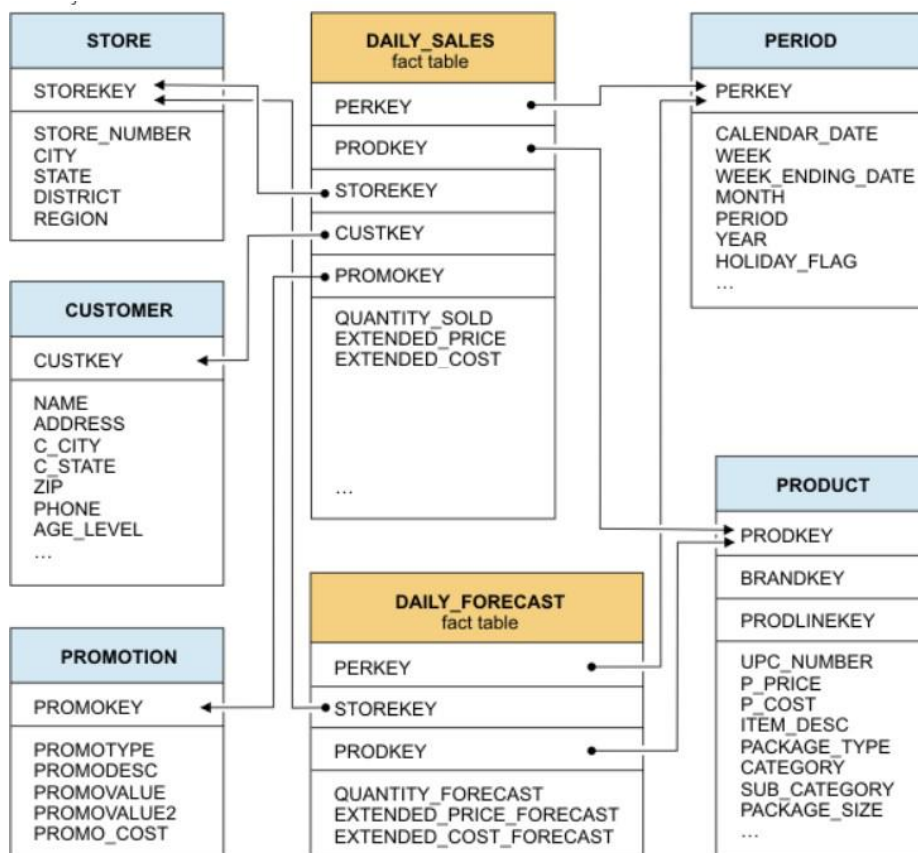 STORE
STOREKEY
STORE_NUMBER
CITY
STATE
DISTRICT
REGION
CUSTOMER
CUSTKEY
NAME
ADDRESS
C_CITY
C_STATE
ZIP
PHONE
AGE_LEVEL
...
PROMOTION
PROMOKEY
PROMOTYPE
PROMODESC
PROMOVALUE
PROMOVALUE2
PROMO_COST
DAILY_SALES
fact table
PERKEY
PRODKEY
STOREKEY
CUSTKEY
PROMOKEY
QUANTITY_SOLD
EXTENDED_PRICE
EXTENDED_COST
...
DAILY_FORECAST
fact table
PERKEY
STOREKEY
PRODKEY
QUANTITY_FORECAST
EXTENDED_PRICE_FORECAST
EXTENDED_COST_FORECAST
PERIOD
PERKEY
CALENDAR_DATE
WEEK
WEEK_ENDING_DATE
MONTH
PERIOD
YEAR
HOLIDAY_FLAG
...
PRODUCT
PRODKEY
BRANDKEY
PRODLINEKEY
UPC_NUMBER
P_PRICE
P_COST
ITEM_DESC
PACKAGE_TYPE
CATEGORY
SUB_CATEGORY
PACKAGE_SIZE
...